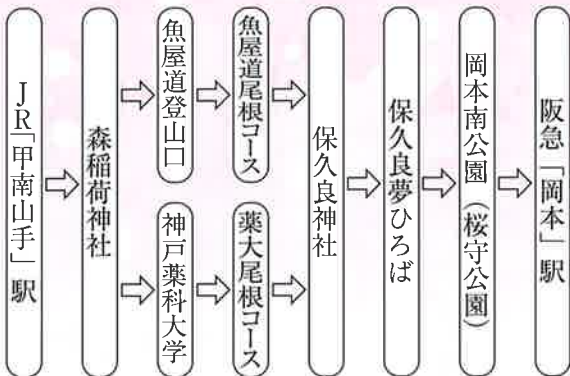 JR「甲南山手」駅
森稲荷神社
魚屋道登山口
魚屋道尾根コース
神戸薬科大学
薬大尾根コース
保久良神社
保久良夢ひろば
岡本南公園（桜守公園）
阪急「岡本」駅